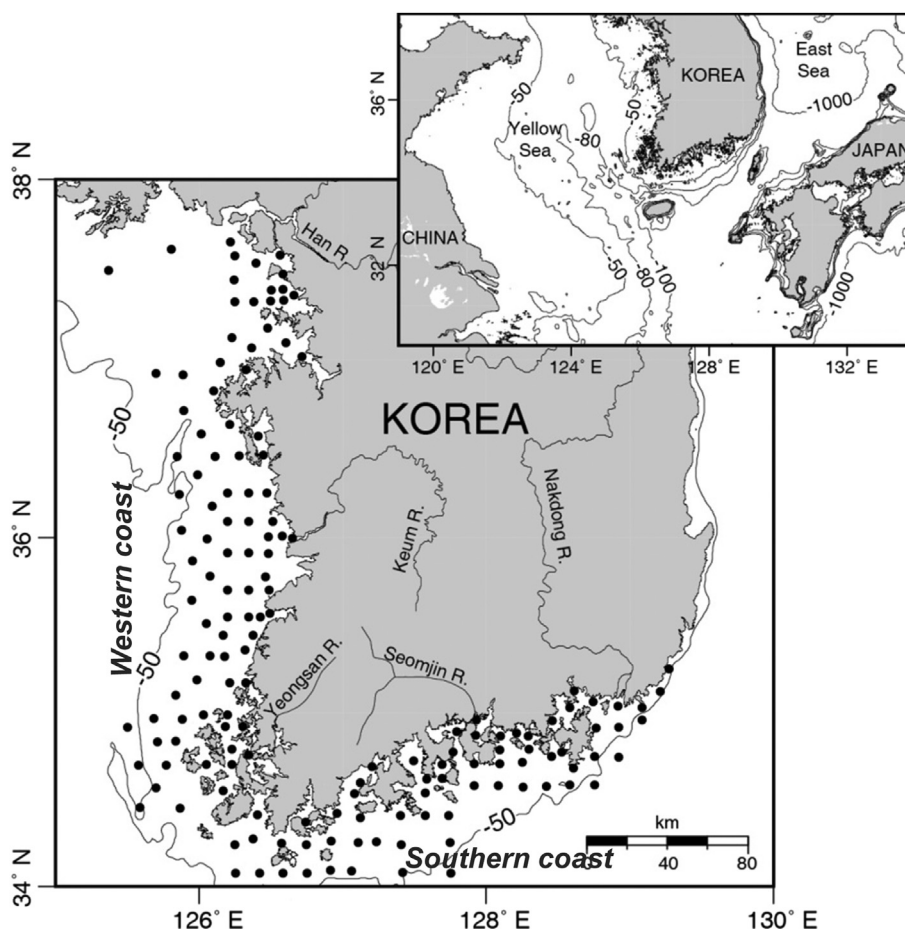 36° N
32° N
120° E
124° E
128° E
132° E
CHINA
Yellow
Sea
KOREA
East
Sea
JAPAN
-50
-80
-50
-1000
-50
-80
-100
-1000
38° N
36° N
34° N
126° E
128° E
130° E
Han R.
KOREA
-50
Western coast
-50
Keum R.
Nakdong R.
Yeongsan R.
Seomjin R.
-50
Southern coast
km
0 40 80